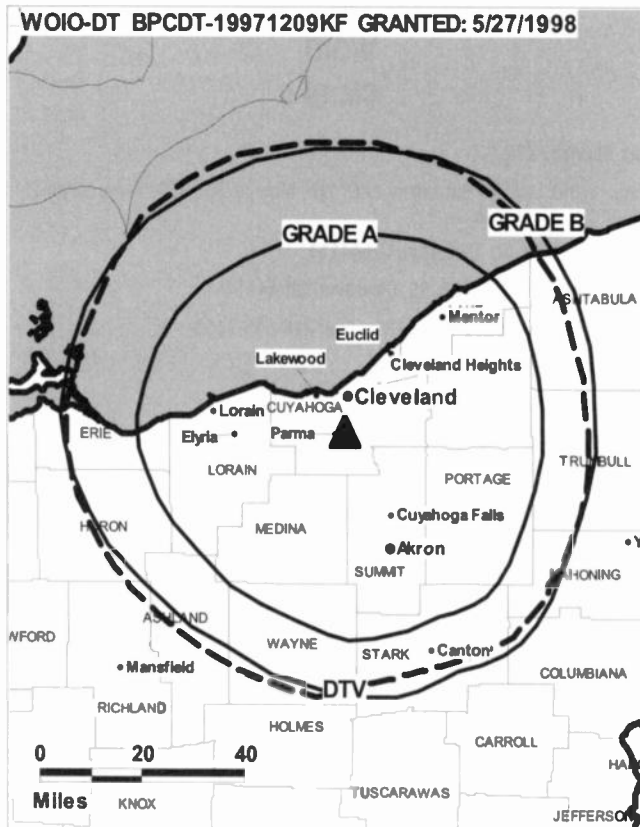 WOIO-DT BPCDT-19971209KF GRANTED: 5/27/1998
GRADE B
GRADE A
ASHTABULA
Mentor
Euclid
Lakewood
Cleveland Heights
CUYAHOGA
Cleveland
Lorain
ERIE
Elyria
Parma
LORAIN
PORTAGE
TRUMBULL
Cuyahoga Falls
HURON
MEDINA
Akron
Y
SUMMIT
MAHONING
ASHLAND
WFORD
WAYNE
STARK
Canton
Mansfield
COLUMBIANA
DTV
RICHLAND
HOLMES
CARROLL
0 20 40
HA
Miles
KNOX
TUSCARAWAS
JEFFERSON